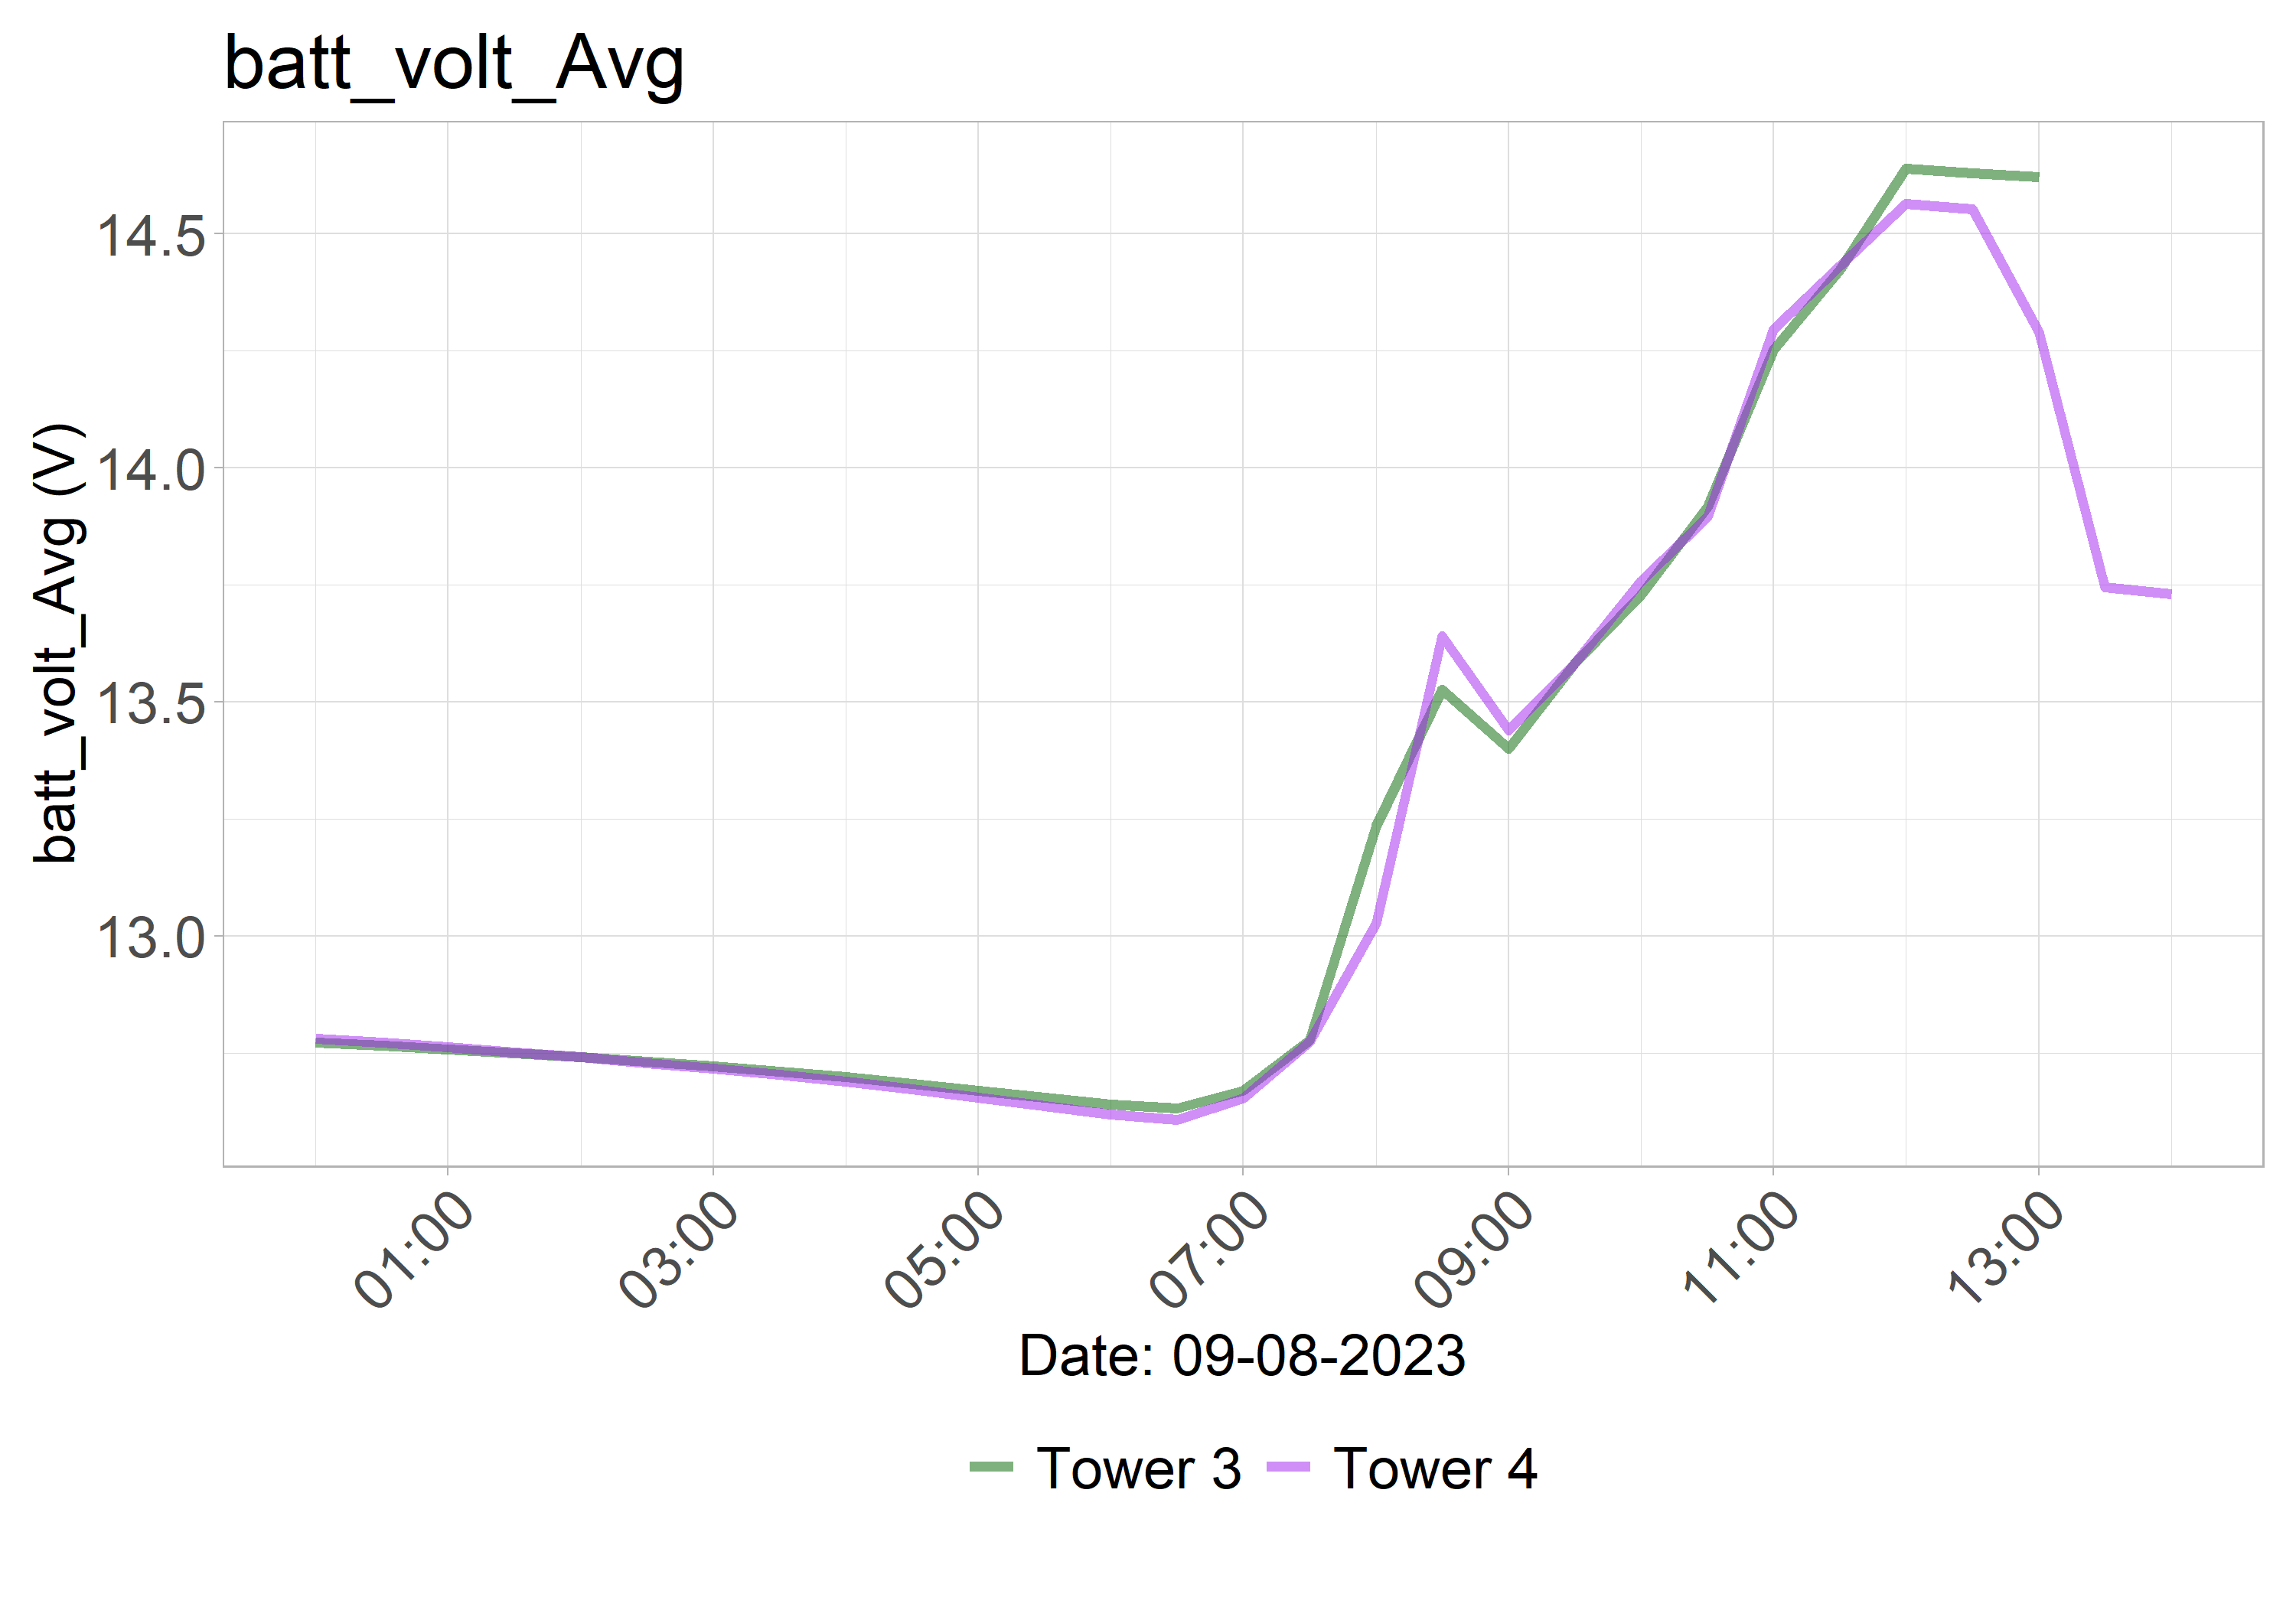 batt_volt_Avg
batt_volt_Avg (V)
14.5
14.0
13.5
13.0
01:00
03:00
05:00
07:00
09:00
11:00
13:00
Date: 09-08-2023
Tower 3
Tower 4